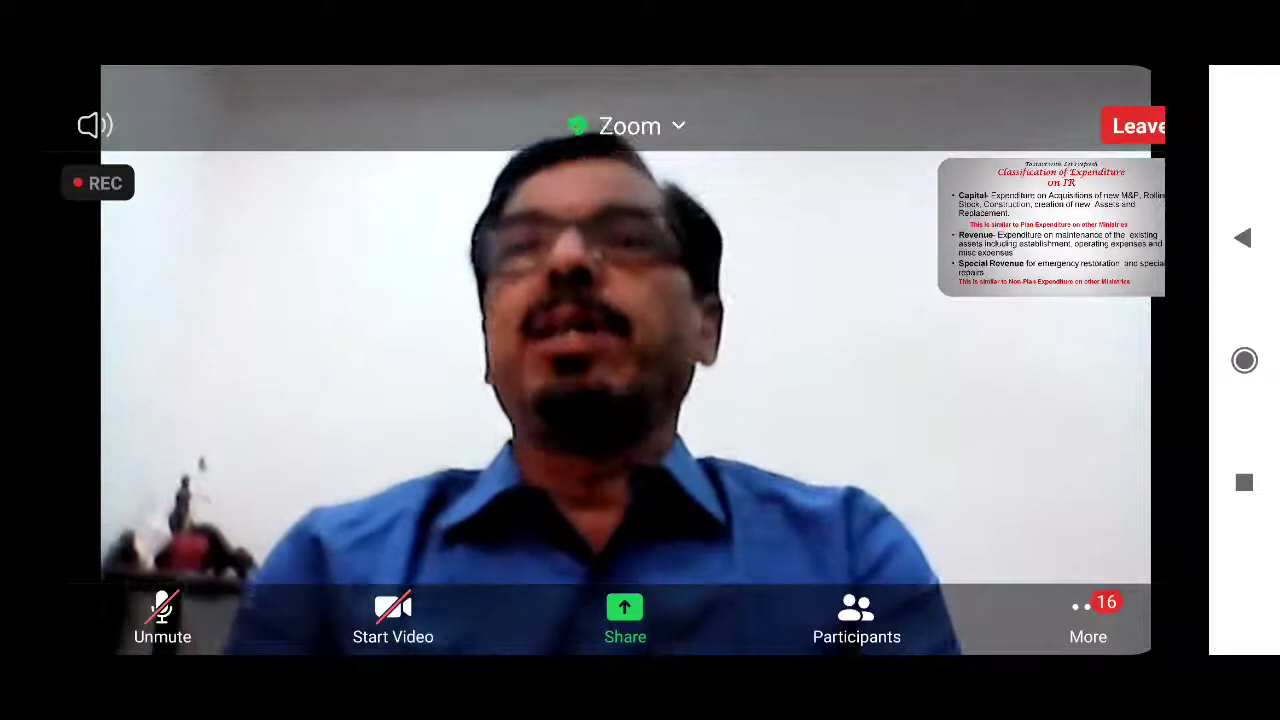 Zoom
Leave
REC
Classification of Expenditure
on IR
• Capital- Expenditure on Acquisitions of new M&P, Rollin
Stock, Construction, creation of new Assets and
Replacement.
This is similar to Plan Expenditure on other Ministries
• Revenue- Expenditure on maintenance of the existing
assets including establishment, operating expenses and
misc expenses
• Special Revenue for emergency restoration and specia
repairs
This is similar to Non-Plan Expenditure on other Ministries
Unmute
Start Video
Share
Participants
16
More